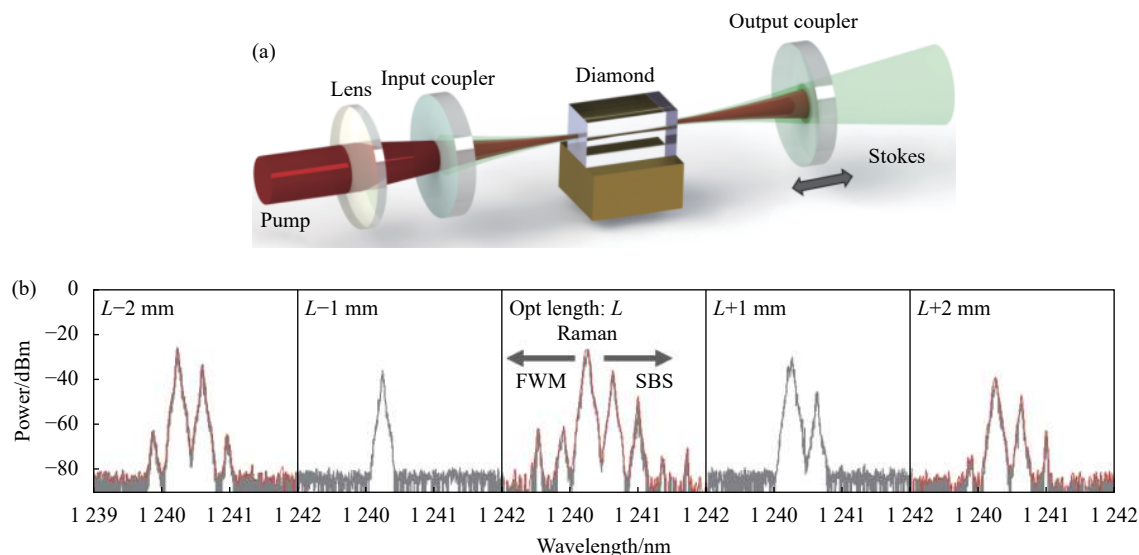 (a)
Output coupler
Diamond
Input coupler
Lens
Stokes
Pump
(b)
0
−20
−40
−60
−80
Power/dBm
L−2 mm
L−1 mm
Opt length: L
L+1 mm
L+2 mm
Raman
FWM
SBS
1 239 1 240 1 241 1 242 1 240 1 241 1 242 1 240 1 241 1 242 1 240 1 241 1 242 1 240 1 241 1 242
Wavelength/nm